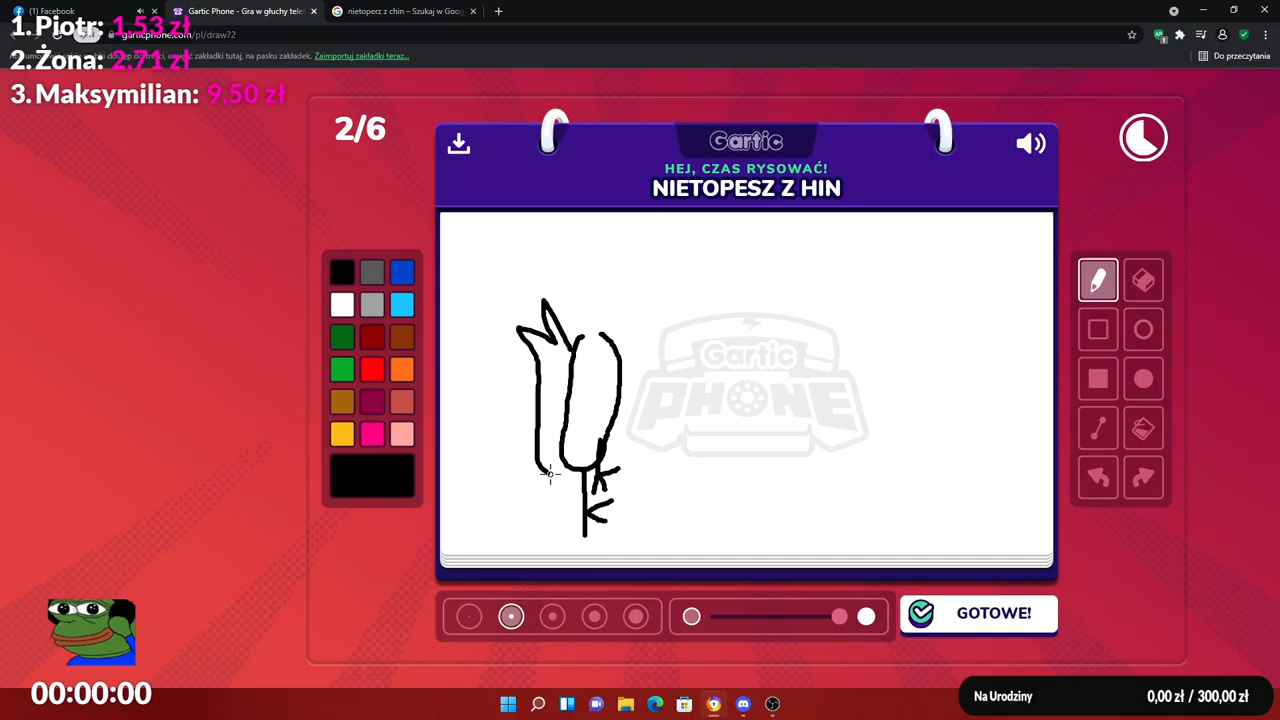 Facebook
Gartic Phone - Gra w głuchy tele
nietoperz z chin – Szukaj w Goog
1. Piotr: 1,53 zł
garticphone.com/pl/draw?2
2. Żona: 2,71 zł
Zaimportuj zakładki teraz...
Do przeczytania
3. Maksymilian: 9,50 zł
2/6
Gartic
HEJ, CZAS RYSOWAĆ!
NIETOPESZ Z HIN
Gartic
PHONE
GOTOWE!
00:00:00
Na Urodziny
0,00 zł / 300,00 zł